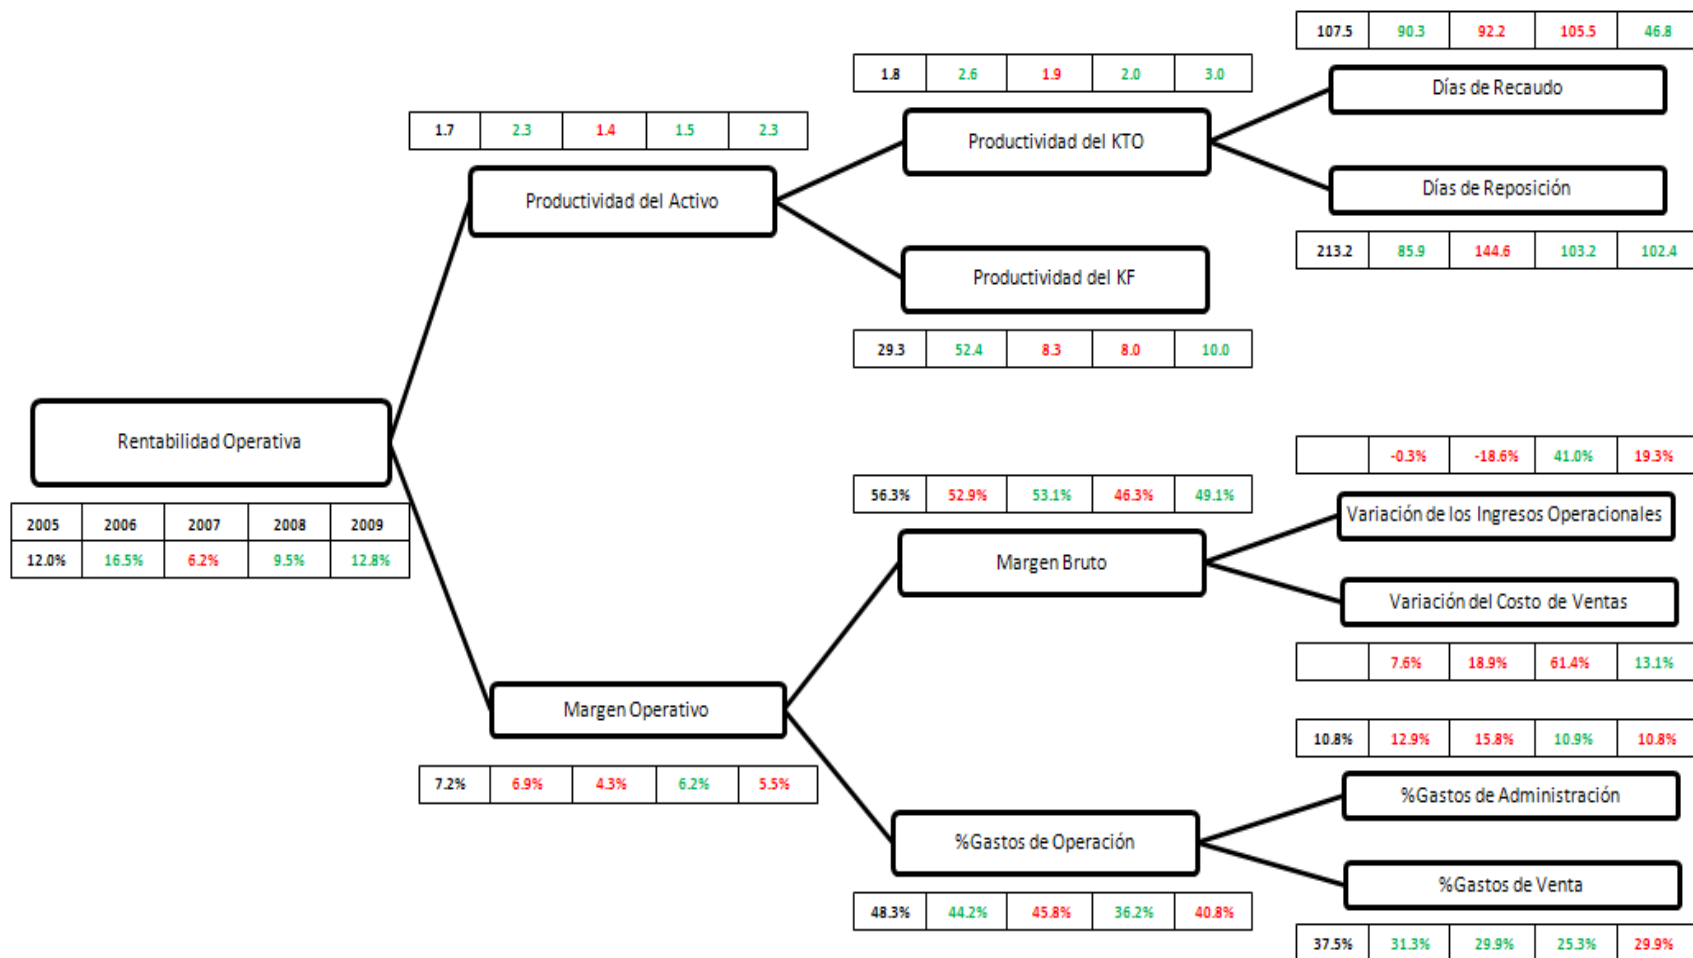 107.5 90.3 92.2 105.5 46.8
Días de Recaudo
1.8 2.6 1.9 2.0 3.0
Productividad del KTO
1.7 2.3 1.4 1.5 2.3
Productividad del Activo
Días de Reposición
213.2 85.9 144.6 103.2 102.4
Productividad del KF
29.3 52.4 8.3 8.0 10.0
Rentabilidad Operativa
2005 2006 2007 2008 2009
12.0% 16.5% 6.2% 9.5% 12.8%
-0.3% -18.6% 41.0% 19.3%
Variación de los Ingresos Operacionales
56.3% 52.9% 53.1% 46.3% 49.1%
Margen Bruto
Variación del Costo de Ventas
7.6% 18.9% 61.4% 13.1%
Margen Operativo
7.2% 6.9% 4.3% 6.2% 5.5%
10.8% 12.9% 15.8% 10.9% 10.8%
%Gastos de Administración
%Gastos de Operación
48.3% 44.2% 45.8% 36.2% 40.8%
%Gastos de Venta
37.5% 31.3% 29.9% 25.3% 29.9%